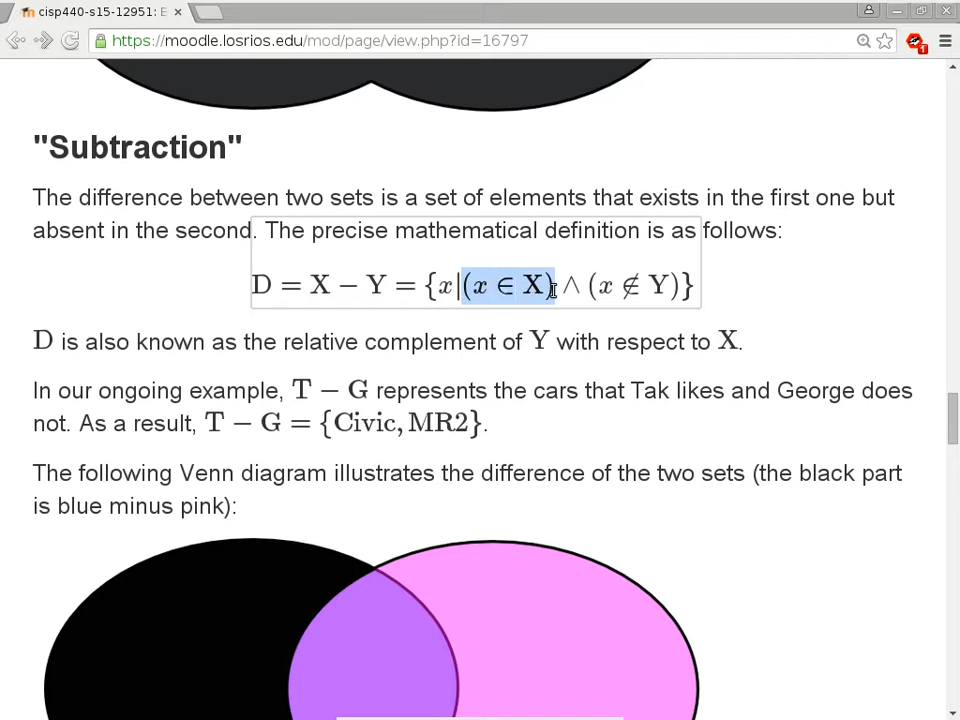 cisp440-s15-12951: E
https://moodle.losrios.edu/mod/page/view.php?id=16797
"Subtraction"
The difference between two sets is a set of elements that exists in the first one but
absent in the second. The precise mathematical definition is as follows:
D = X − Y = {x|(x ∈ X) ∧ (x ∉ Y)}
D is also known as the relative complement of Y with respect to X.
In our ongoing example, T − G represents the cars that Tak likes and George does
not. As a result, T − G = {Civic, MR2}.
The following Venn diagram illustrates the difference of the two sets (the black part
is blue minus pink):